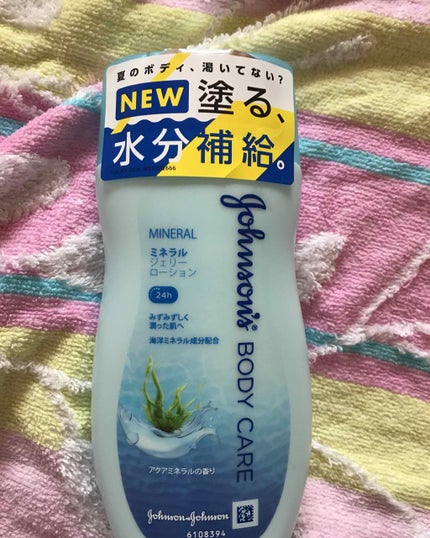 夏のボディ、渇いてない?
NEW 塗る、
水分補給。
Johnson's® BODY CARE
MINERAL
ミネラル
ジェリー
ローション
24h
みずみずしく
潤った肌へ
海洋ミネラル成分配合
アクアミネラルの香り
Johnson & Johnson
6108394